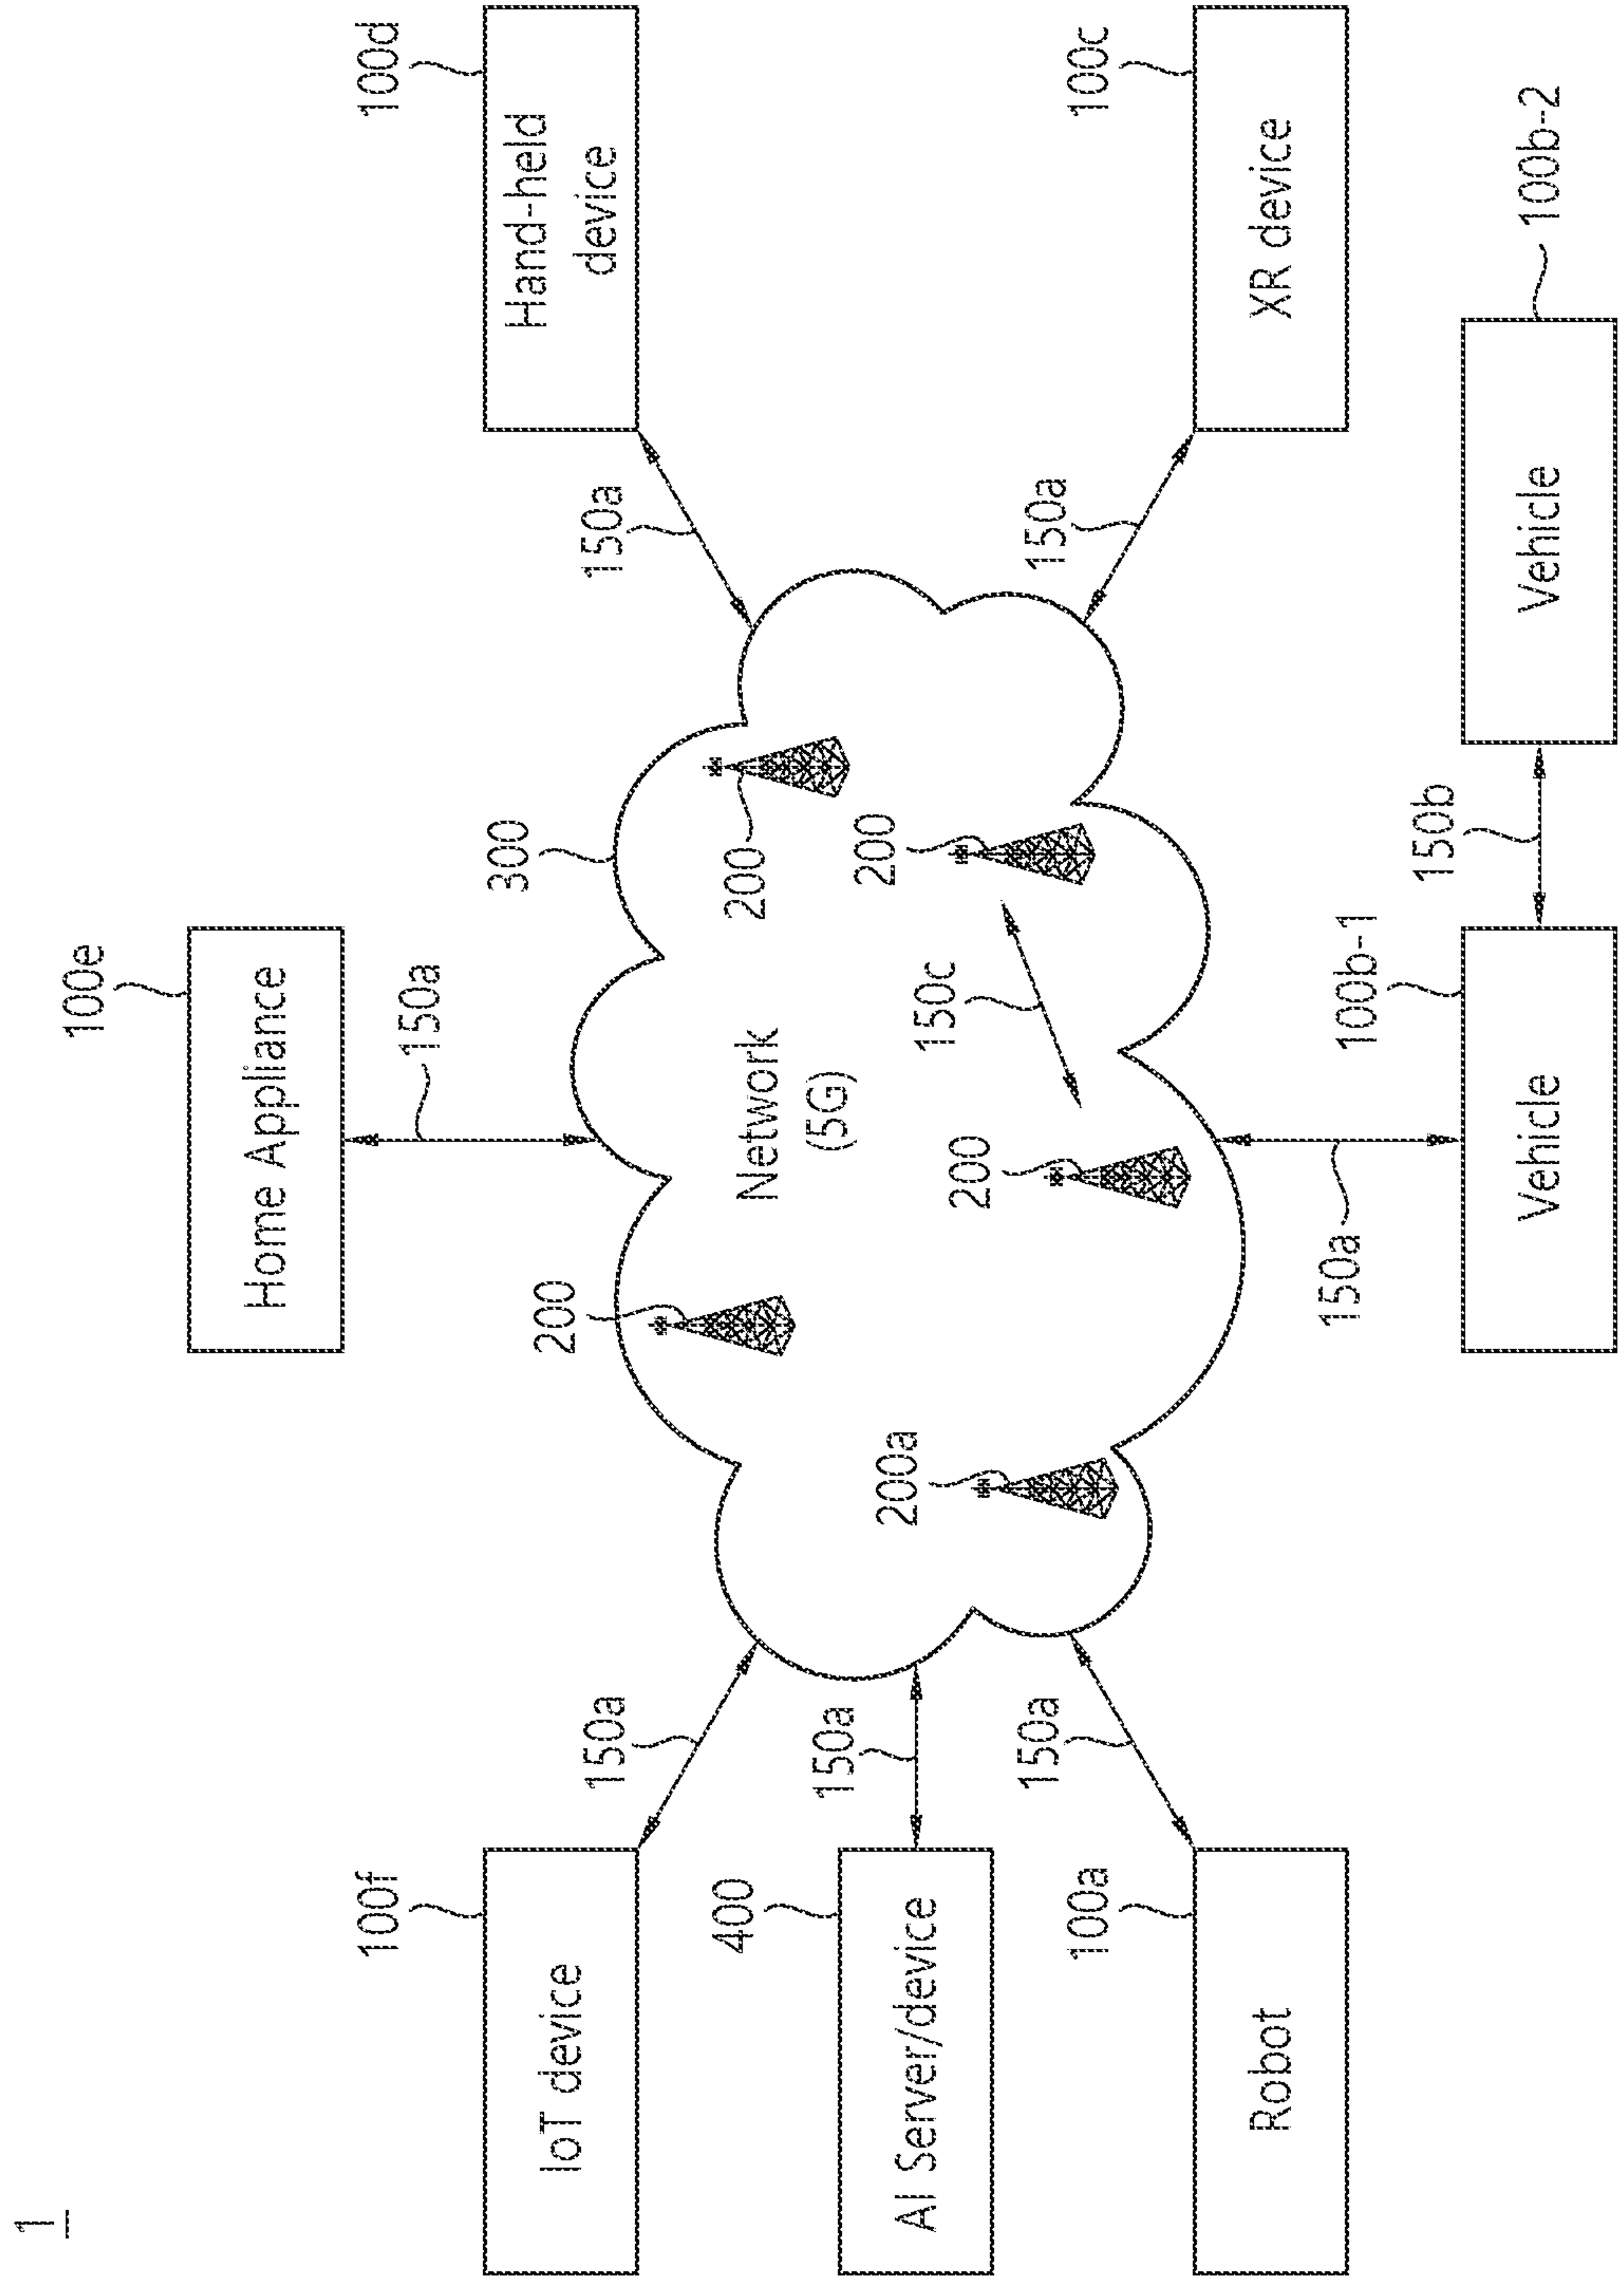 1
100e
Home Appliance
150a
100f
IoT device
150a
300
150a
100d
Hand-held
device
200
Network
(5G)
200
400
AI Server/device
150a
200a
200
150c
200
100a
Robot
150a
150a
100c
XR device
150a
100b-1
Vehicle
150b
Vehicle
100b-2